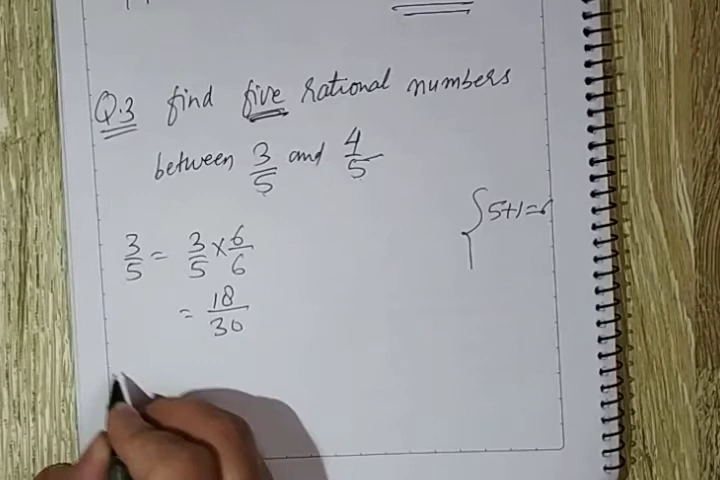 Q.3 find five rational numbers
between 3/5 and 4/5
5+1=6
3/5 = 3/5 × 6/6
= 18/30